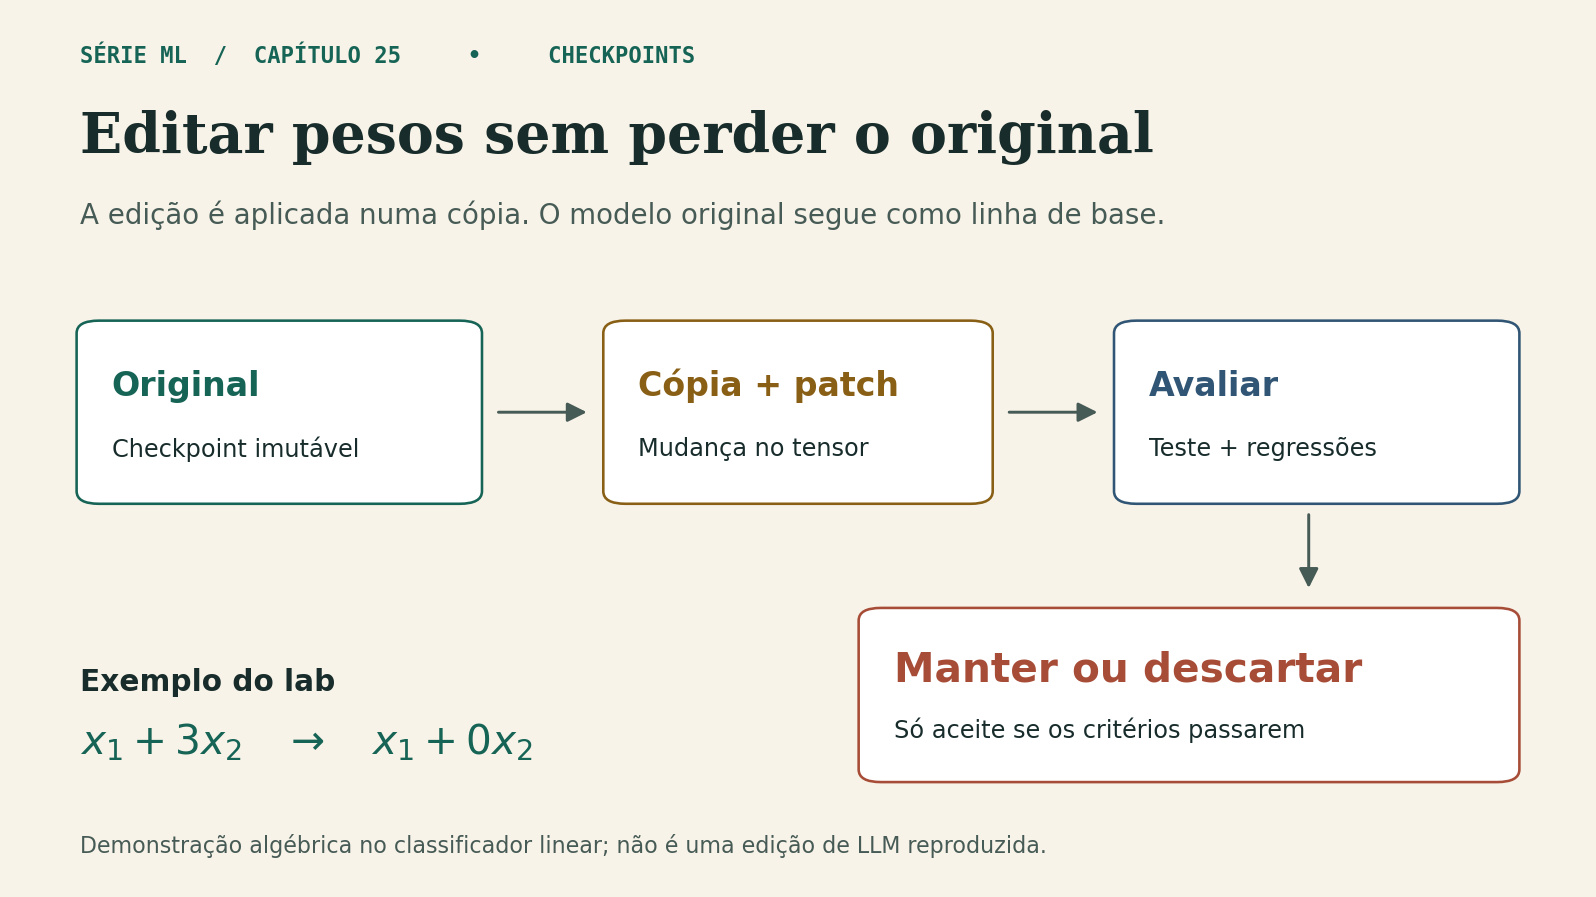 SÉRIE ML / CAPÍTULO 25 • CHECKPOINTS
Editar pesos sem perder o original
A edição é aplicada numa cópia. O modelo original segue como linha de base.
Original
Checkpoint imutável
Cópia + patch
Mudança no tensor
Avaliar
Teste + regressões
Manter ou descartar
Só aceite se os critérios passarem
Exemplo do lab
x₁ + 3x₂ → x₁ + 0x₂
Demonstração algébrica no classificador linear; não é uma edição de LLM reproduzida.